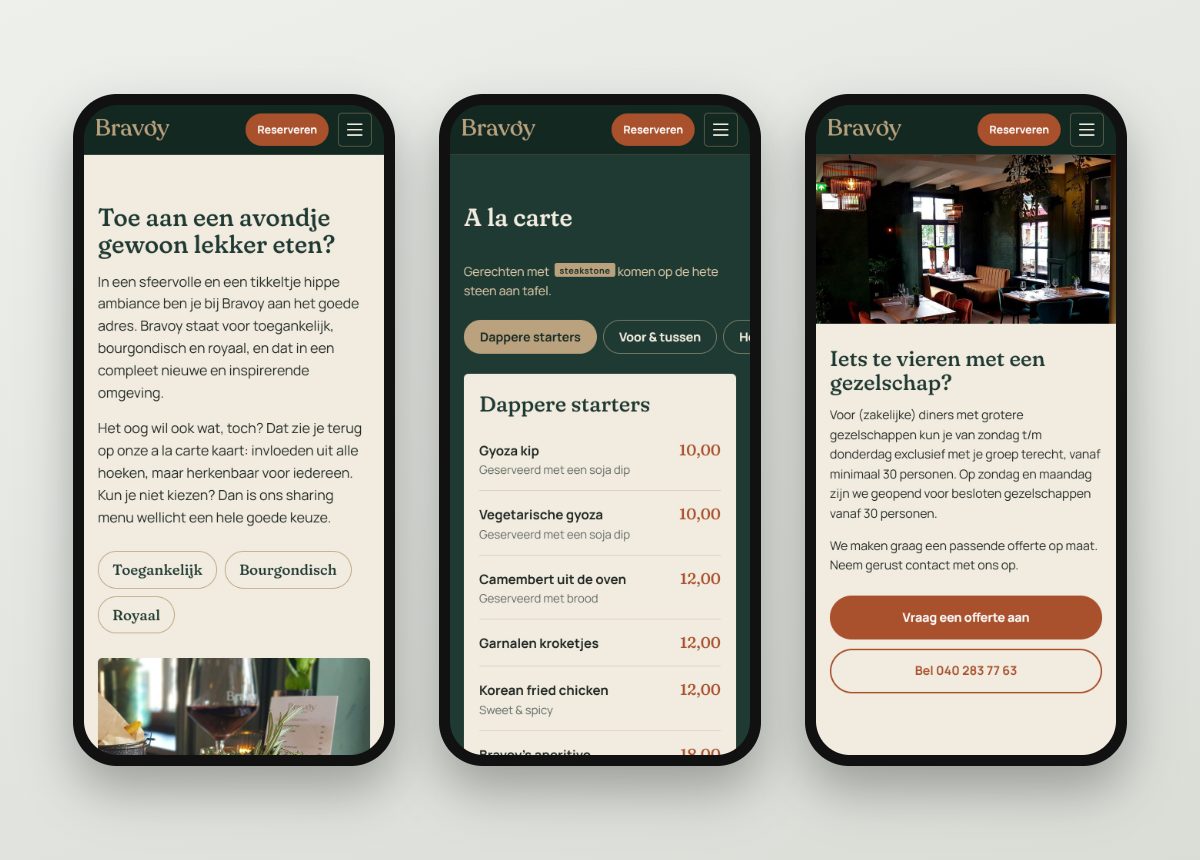 Bravoy
Reserveren
Toe aan een avondje
gewoon lekker eten?
In een sfeervolle en een tikkeltje hippe
ambiance ben je bij Bravoy aan het goede
adres. Bravoy staat voor toegankelijk,
bourgondisch en royaal, en dat in een
compleet nieuwe en inspirerende
omgeving.
Het oog wil ook wat, toch? Dat zie je terug
op onze a la carte kaart: invloeden uit alle
hoeken, maar herkenbaar voor iedereen.
Kun je niet kiezen? Dan is ons sharing
menu wellicht een hele goede keuze.
Toegankelijk
Bourgondisch
Royaal
Bravoy
Reserveren
A la carte
Gerechten met steakstone komen op de hete
steen aan tafel.
Dappere starters
Voor & tussen
Dappere starters
Gyoza kip 10,00
Geserveerd met een soja dip
Vegetarische gyoza 10,00
Geserveerd met een soja dip
Camembert uit de oven 12,00
Geserveerd met brood
Garnalen kroketjes 12,00
Korean fried chicken 12,00
Sweet & spicy
Bravoy's aperitivo 18,00
Bravoy
Reserveren
Iets te vieren met een
gezelschap?
Voor (zakelijke) diners met grotere
gezelschappen kun je van zondag t/m
donderdag exclusief met je groep terecht, vanaf
minimaal 30 personen. Op zondag en maandag
zijn we geopend voor besloten gezelschappen
vanaf 30 personen.
We maken graag een passende offerte op maat.
Neem gerust contact met ons op.
Vraag een offerte aan
Bel 040 283 77 63